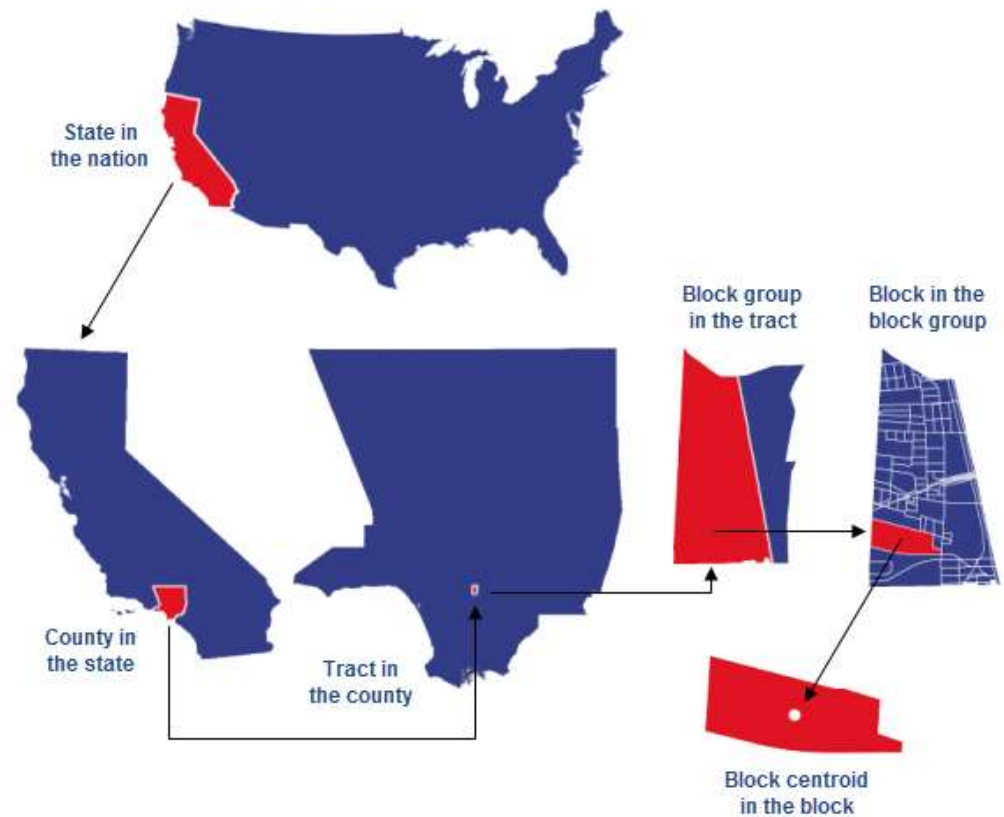 State in
the nation
Block group
in the tract
Block in the
block group
County in
the state
Tract in
the county
Block centroid
in the block